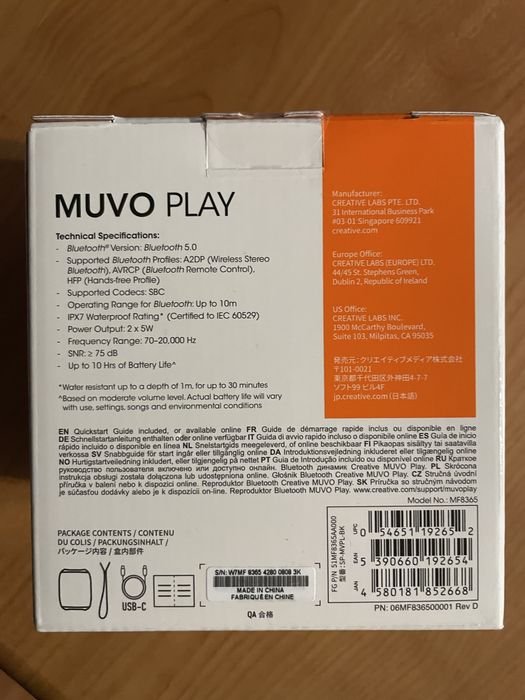 MUVO PLAY
Technical Specifications:
- Bluetooth® Version: Bluetooth 5.0
- Supported Bluetooth Profiles: A2DP (Wireless Stereo
Bluetooth), AVRCP (Bluetooth Remote Control),
HFP (Hands-free Profile)
- Supported Codecs: SBC
- Operating Range for Bluetooth: Up to 10m
- IPX7 Waterproof Rating* (Certified to IEC 60529)
- Power Output: 2 x 5W
- Frequency Range: 70–20,000 Hz
- SNR: ≥ 75 dB
- Up to 10 Hrs of Battery Life^
*Water resistant up to a depth of 1m, for up to 30 minutes
^Based on moderate volume level. Actual battery life will vary
with use, settings, songs and environmental conditions
Manufacturer:
CREATIVE LABS PTE. LTD.
31 International Business Park
#03-01 Singapore 609921
creative.com
Europe Office:
CREATIVE LABS (EUROPE) LTD.
44/45 St. Stephens Green,
Dublin 2, Republic of Ireland
US Office:
CREATIVE LABS INC.
1900 McCarthy Boulevard,
Suite 103, Milpitas, CA 95035
発売元: クリエイティブメディア株式会社
〒101-0021
東京都千代田区外神田4-7-7
ソフト99 ビル4F
jp.creative.com (日本語)
EN Quickstart Guide included, or available online FR Guide de démarrage rapide inclus ou disponible en ligne
DE Schnellstartanleitung enthalten oder online verfügbar IT Guida di avvio rapido incluso o disponibile online ES Guía de inicio
rápido incluido o disponible en línea NL Snelstartgids meegeleverd, of online beschikbaar FI Pikaopas sisältyy tai saatavilla
verkossa SV Snabbguide för start ingår eller tillgänglig online DA Introduktionsvejledning inkluderet eller tilgængelig online
NO Hurtigstartveiledning inkludert, eller tilgjengelig på nettet PT Guia de Introdução incluído ou disponível online RU Краткое
руководство пользователя включено или доступно онлайн. Bluetooth динамик Creative MUVO Play. PL Skrócona
instrukcja obsługi została dołączona lub udostępniona online. Głośnik Bluetooth Creative MUVO Play. CZ Stručná úvodní
příručka v balení nebo k dispozici online. Reproduktor Bluetooth MUVO Play. SK Príručka so stručným návodom
je súčasťou dodávky alebo je k dispozícii on-line. Reproduktor Bluetooth MUVO Play. www.creative.com/support/muvoplay
Model No.: MF8365
PACKAGE CONTENTS / CONTENU
DU COLIS / PACKUNGSINHALT /
パッケージ内容 / 盒内部件
USB-C
S/N: W7MF 8365 4280 0808 3K
MADE IN CHINA
FABRIQUÉ EN CHINE
QA 合格
FG P/N: 51MF8365AA000
型番: SP-MVPL-BK
UPC
0 54651 19265 2
EAN
5 390660 192654
JAN
4 580181 852668
PN: 06MF836500001 Rev D